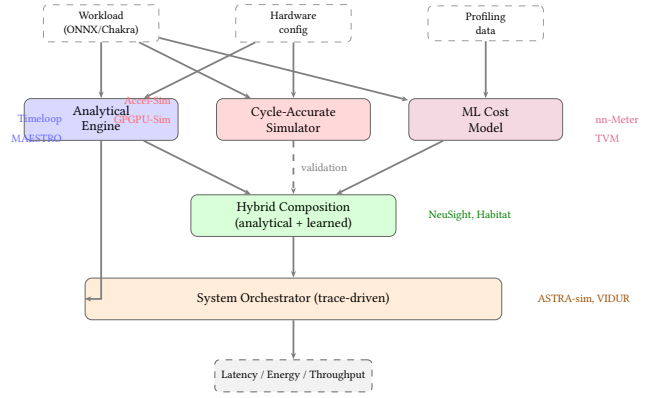 Workload
(ONNX/Chakra)
Hardware
config
Profiling
data
Timeloop
MAESTRO
Analytical
Engine
Accel-Sim
GPGPU-Sim
Cycle-Accurate
Simulator
ML Cost
Model
nn-Meter
TVM
validation
Hybrid Composition
(analytical + learned)
NeuSight, Habitat
System Orchestrator (trace-driven)
ASTRA-sim, VIDUR
Latency / Energy / Throughput